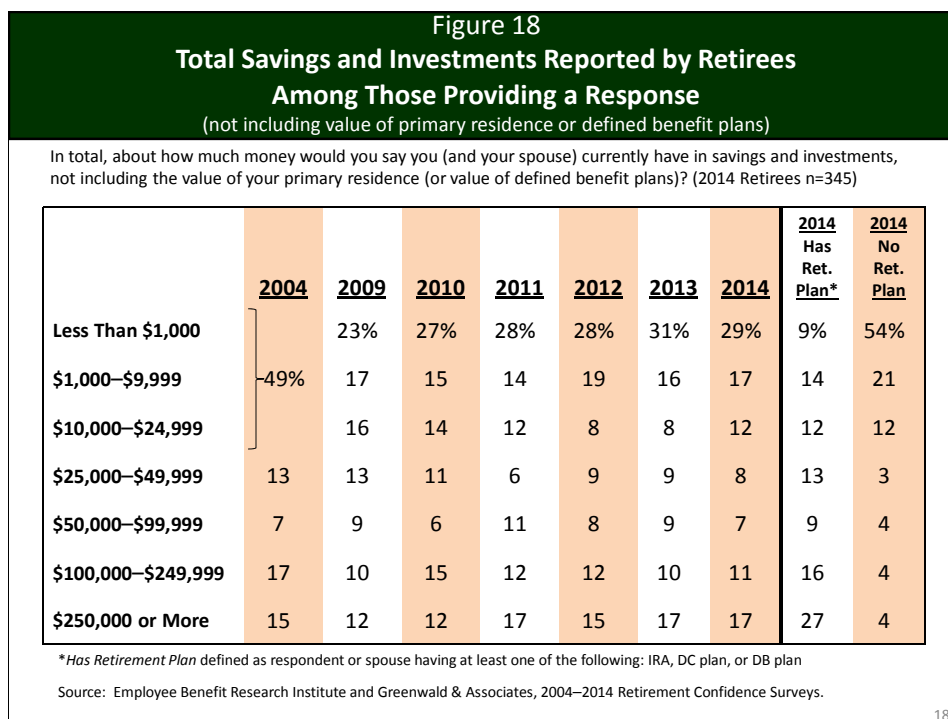 Figure 18
Total Savings and Investments Reported by Retirees
Among Those Providing a Response
(not including value of primary residence or defined benefit plans)
In total, about how much money would you say you (and your spouse) currently have in savings and investments,
not including the value of your primary residence (or value of defined benefit plans)? (2014 Retirees n=345)
2004 2009 2010 2011 2012 2013 2014 2014 Has Ret. Plan* 2014 No Ret. Plan
Less Than $1,000 23% 27% 28% 28% 31% 29% 9% 54%
$1,000–$9,999 49% 17 15 14 19 16 17 14 21
$10,000–$24,999 16 14 12 8 8 12 12 12
$25,000–$49,999 13 13 11 6 9 9 8 13 3
$50,000–$99,999 7 9 6 11 8 9 7 9 4
$100,000–$249,999 17 10 15 12 12 10 11 16 4
$250,000 or More 15 12 12 17 15 17 17 27 4
*Has Retirement Plan defined as respondent or spouse having at least one of the following: IRA, DC plan, or DB plan
Source: Employee Benefit Research Institute and Greenwald & Associates, 2004–2014 Retirement Confidence Surveys.
18